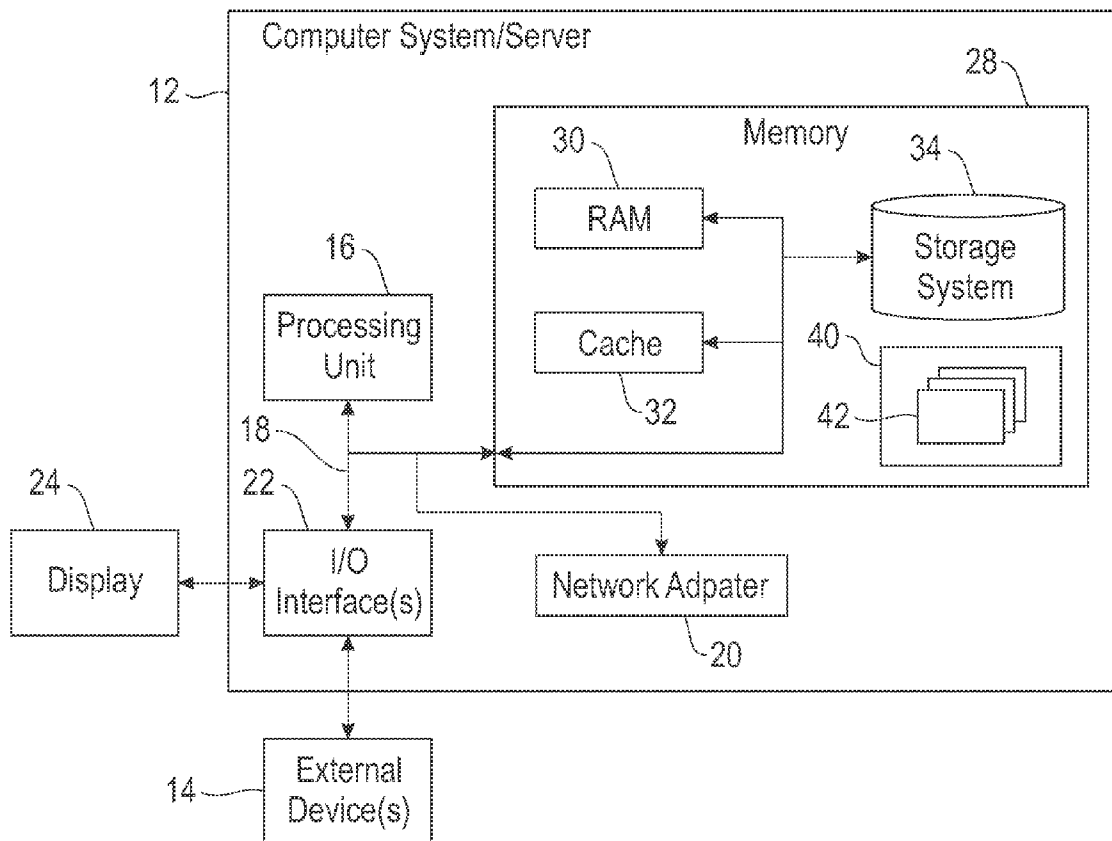 Computer System/Server
12
28
Memory
30
RAM
34
Storage
System
16
Processing
Unit
Cache
32
40
42
18
24
22
Display
I/O
Interface(s)
Network Adpater
20
14
External
Device(s)